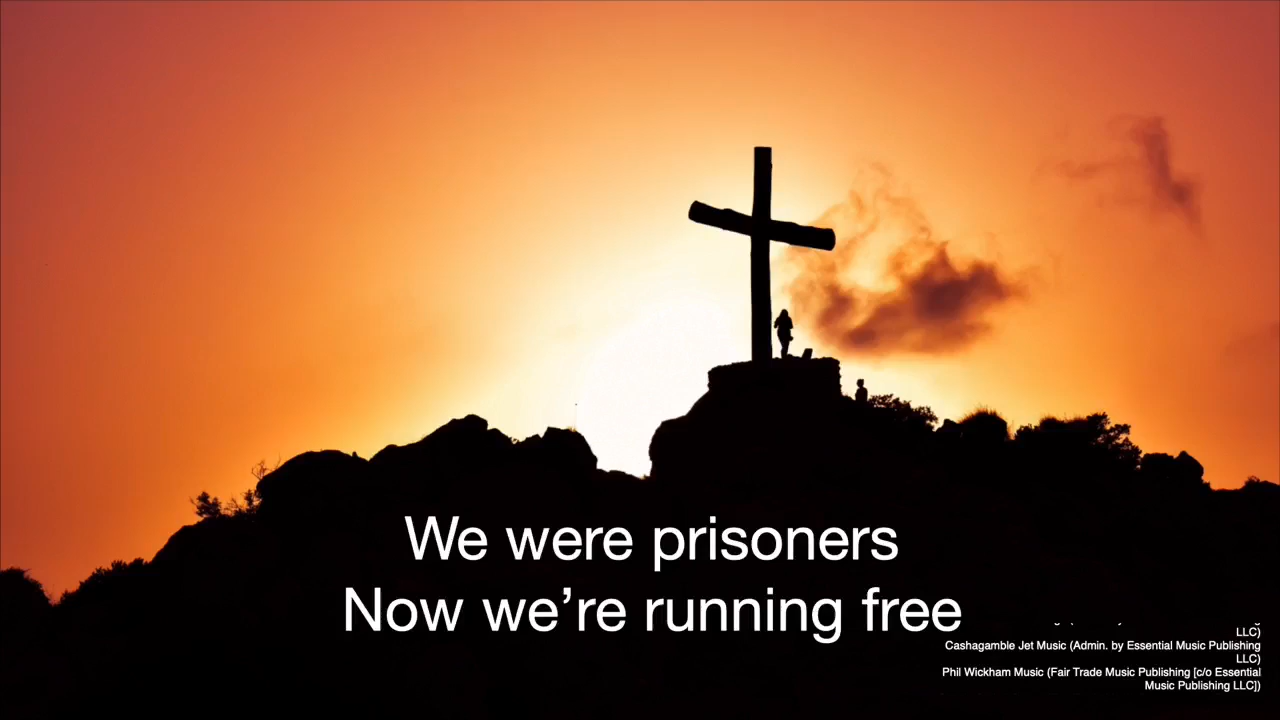 We were prisoners
Now we’re running free
LLC)
Cashagamble Jet Music (Admin. by Essential Music Publishing
LLC)
Phil Wickham Music (Fair Trade Music Publishing [c/o Essential
Music Publishing LLC])